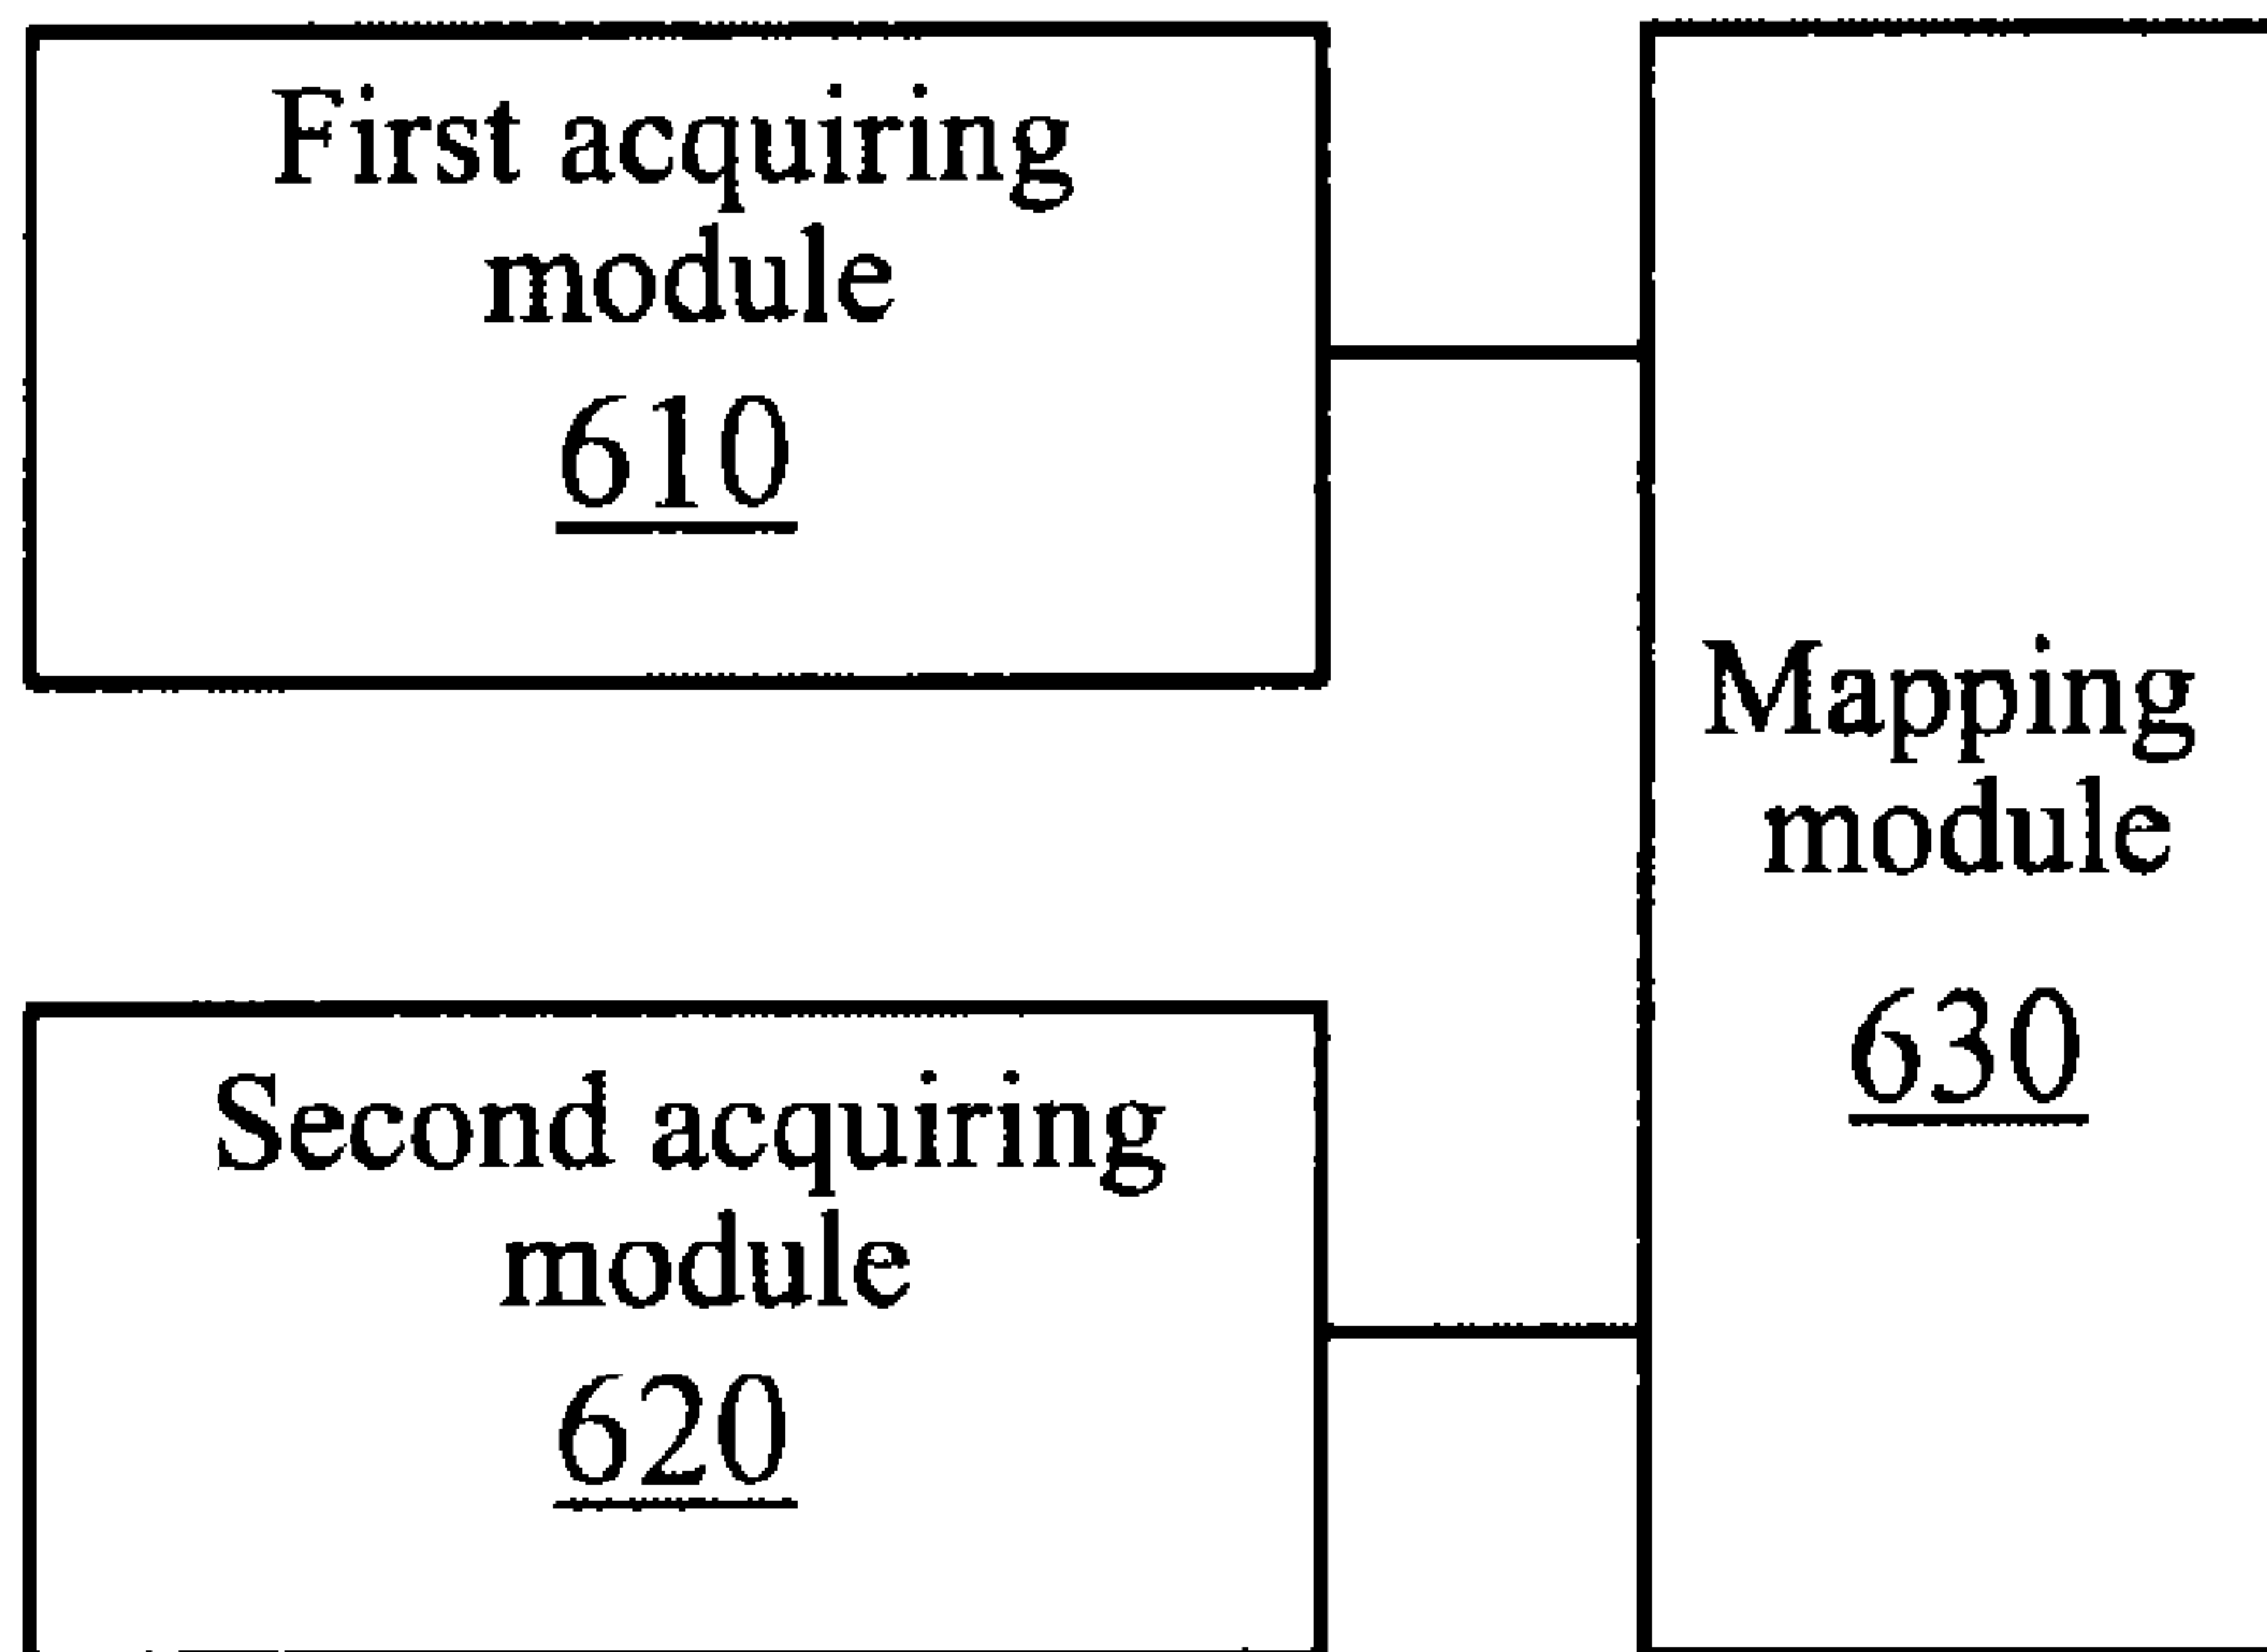 First acquiring
module
610
Second acquiring
module
620
Mapping
module
630